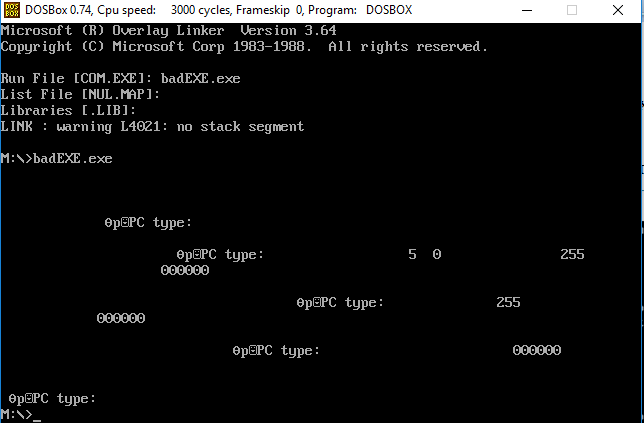 DOSBox 0.74, Cpu speed: 3000 cycles, Frameskip 0, Program: DOSBOX
Microsoft (R) Overlay Linker Version 3.64
Copyright (C) Microsoft Corp 1983-1988. All rights reserved.
Run File [COM.EXE]: badEXE.exe
List File [NUL.MAP]:
Libraries [.LIB]:
LINK : warning L4021: no stack segment
M:\>badEXE.exe
θp@PC type:
θp@PC type: 5 0 255
000000
θp@PC type: 255
000000
θp@PC type: 000000
θp@PC type:
M:\>_